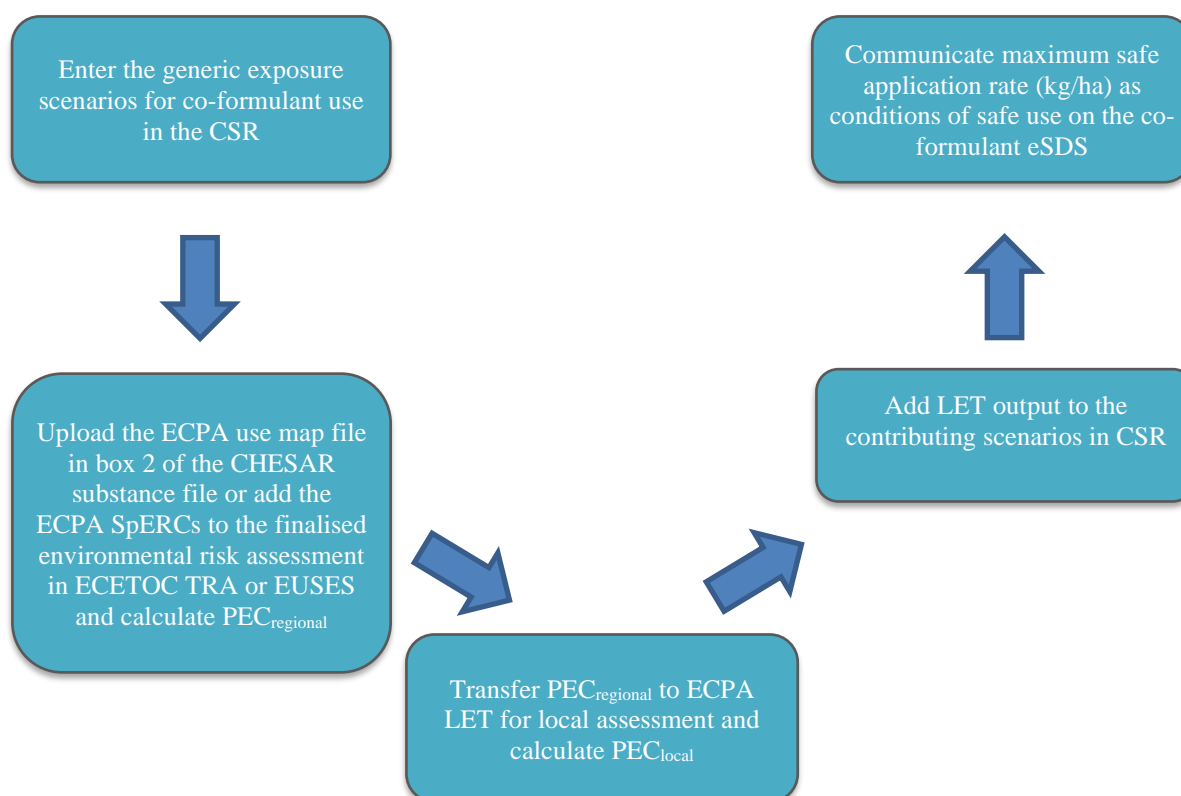 Enter the generic exposure
scenarios for co-formulant use
in the CSR
Upload the ECPA use map file
in box 2 of the CHESAR
substance file or add the
ECPA SpERCs to the finalised
environmental risk assessment
in ECETOC TRA or EUSES
and calculate PECregional
Transfer PECregional to ECPA
LET for local assessment and
calculate PEClocal
Add LET output to the
contributing scenarios in CSR
Communicate maximum safe
application rate (kg/ha) as
conditions of safe use on the co-
formulant eSDS